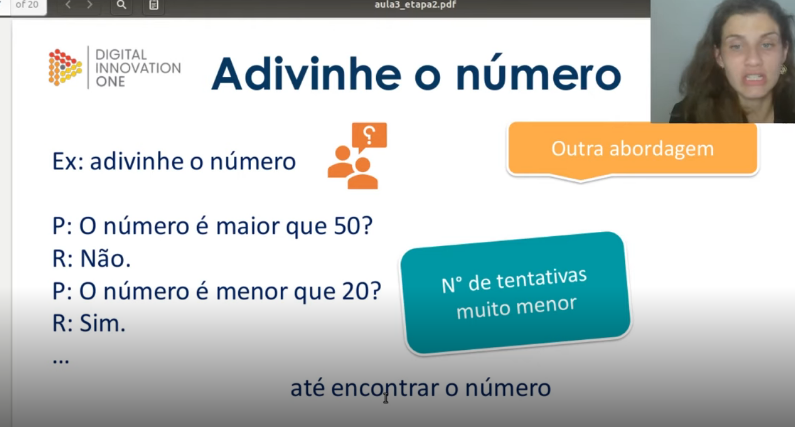 of 20
aula3_etapa2.pdf
DIGITAL
INNOVATION
ONE
Adivinhe o número
Outra abordagem
Ex: adivinhe o número
?
P: O número é maior que 50?
R: Não.
P: O número é menor que 20?
R: Sim.
...
N° de tentativas
muito menor
até encontrar o número